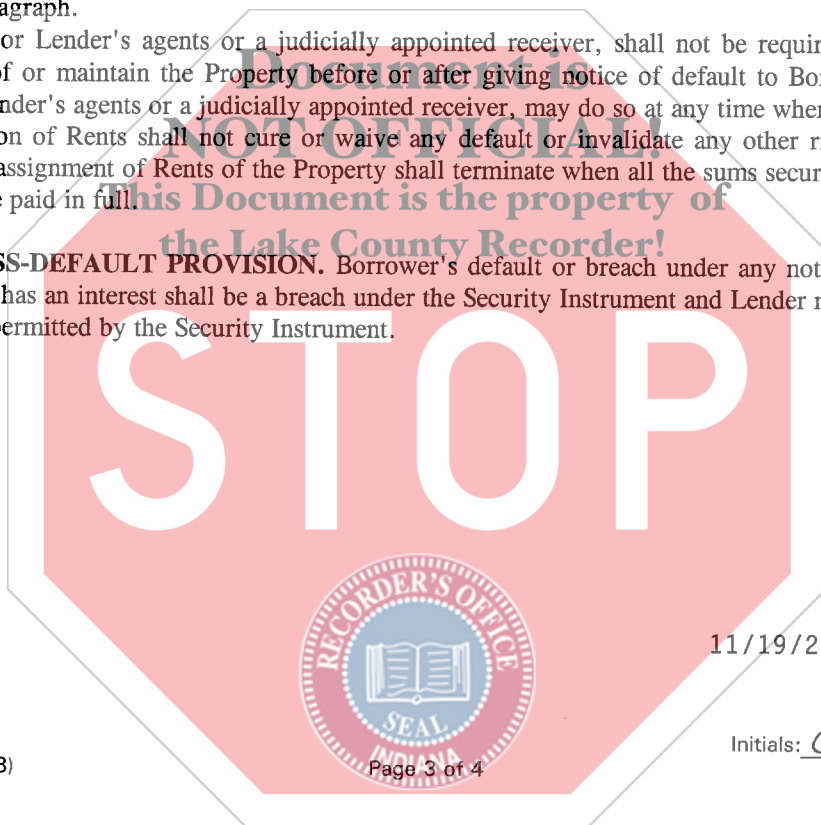 agraph.
or Lender's agents or a judicially appointed receiver, shall not be requir
f or maintain the Property before or after giving notice of default to Bor
nder's agents or a judicially appointed receiver, may do so at any time when
on of Rents shall not cure or waive any default or invalidate any other ri
assignment of Rents of the Property shall terminate when all the sums secur
e paid in full.
Document is
NOT OFFICIAL!
This Document is the property of
the Lake County Recorder!
SS-DEFAULT PROVISION. Borrower's default or breach under any not
has an interest shall be a breach under the Security Instrument and Lender m
ermitted by the Security Instrument.
STOP
RECORDER'S OFFICE
SEAL
INDIANA
11/19/2
Initials:
8)
Page 3 of 4